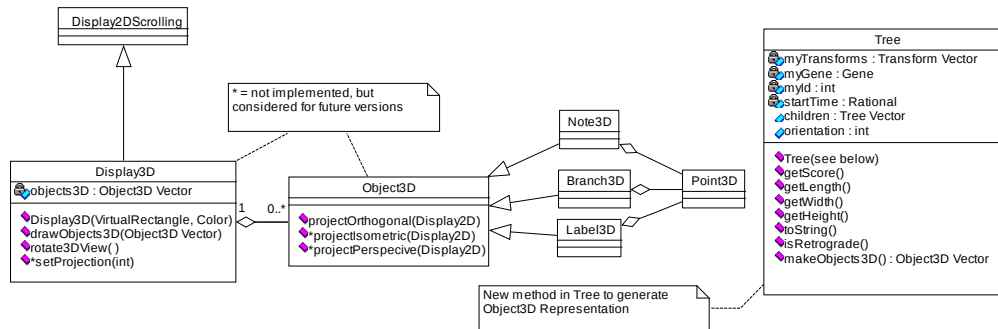 Display2DScrolling
* = not implemented, but
considered for future versions
Display3D
objects3D : Object3D Vector
Display3D(VirtualRectangle, Color)
drawObjects3D(Object3D Vector)
rotate3DView( )
*setProjection(int)
1
0..*
Object3D
projectOrthogonal(Display2D)
*projectIsometric(Display2D)
*projectPerspecive(Display2D)
Note3D
Branch3D
Label3D
Point3D
Tree
myTransforms : Transform Vector
myGene : Gene
myId : int
startTime : Rational
children : Tree Vector
orientation : int
Tree(see below)
getScore()
getLength()
getWidth()
getHeight()
toString()
isRetrograde()
makeObjects3D() : Object3D Vector
New method in Tree to generate
Object3D Representation